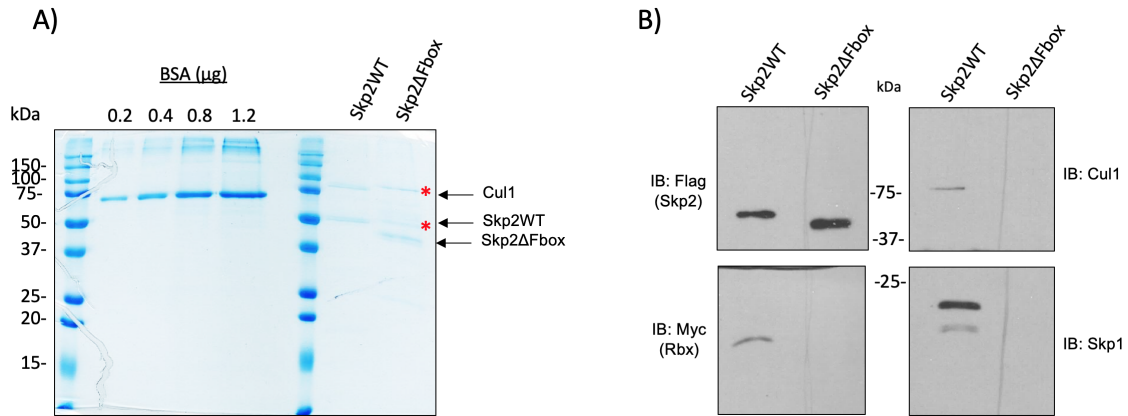 A)
BSA (µg)
kDa
0.2 0.4 0.8 1.2
Skp2WT
Skp2ΔFbox
150-
100-
75-
50-
37-
25-
20-
15-
* Cul1
Skp2WT
*
Skp2ΔFbox
B)
Skp2WT
Skp2ΔFbox
kDa
Skp2WT
Skp2ΔFbox
IB: Flag
(Skp2)
-75-
-37-
IB: Cul1
IB: Myc
(Rbx)
-25-
IB: Skp1